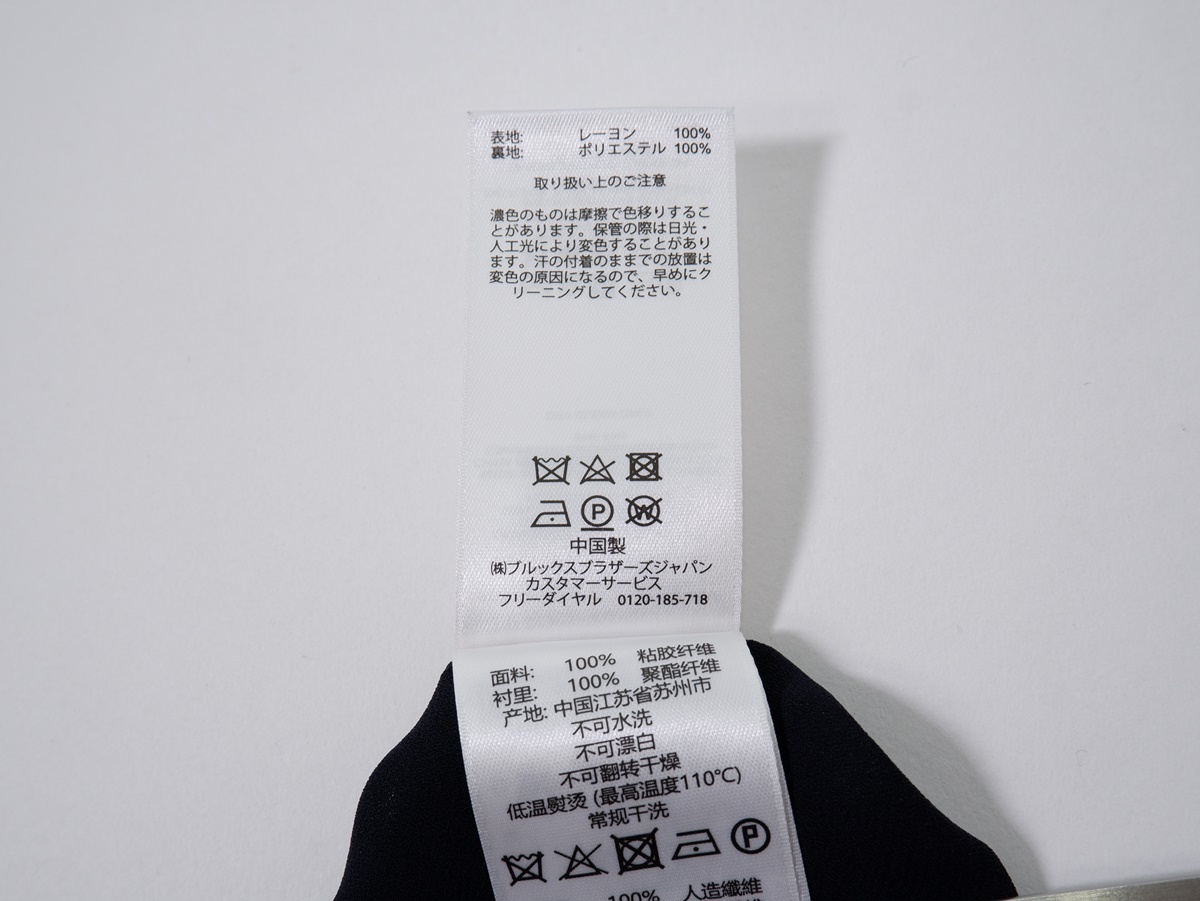 表地: レーヨン 100%
裏地: ポリエステル 100%
取り扱い上のご注意
濃色のものは摩擦で色移りするこ
とがあります。保管の際は日光・
人工光により変色することがあり
ます。汗の付着のままでの放置は
変色の原因になるので、早めにク
リーニングしてください。
P
W
中国製
㈱ブルックスブラザーズジャパン
カスタマーサービス
フリーダイヤル 0120-185-718
面料: 100% 粘胶纤维
衬里: 100% 聚酯纤维
产地: 中国江苏省苏州市
不可水洗
不可漂白
不可翻转干燥
低温熨烫 (最高温度110℃)
常规干洗
P
100% 人造纖維